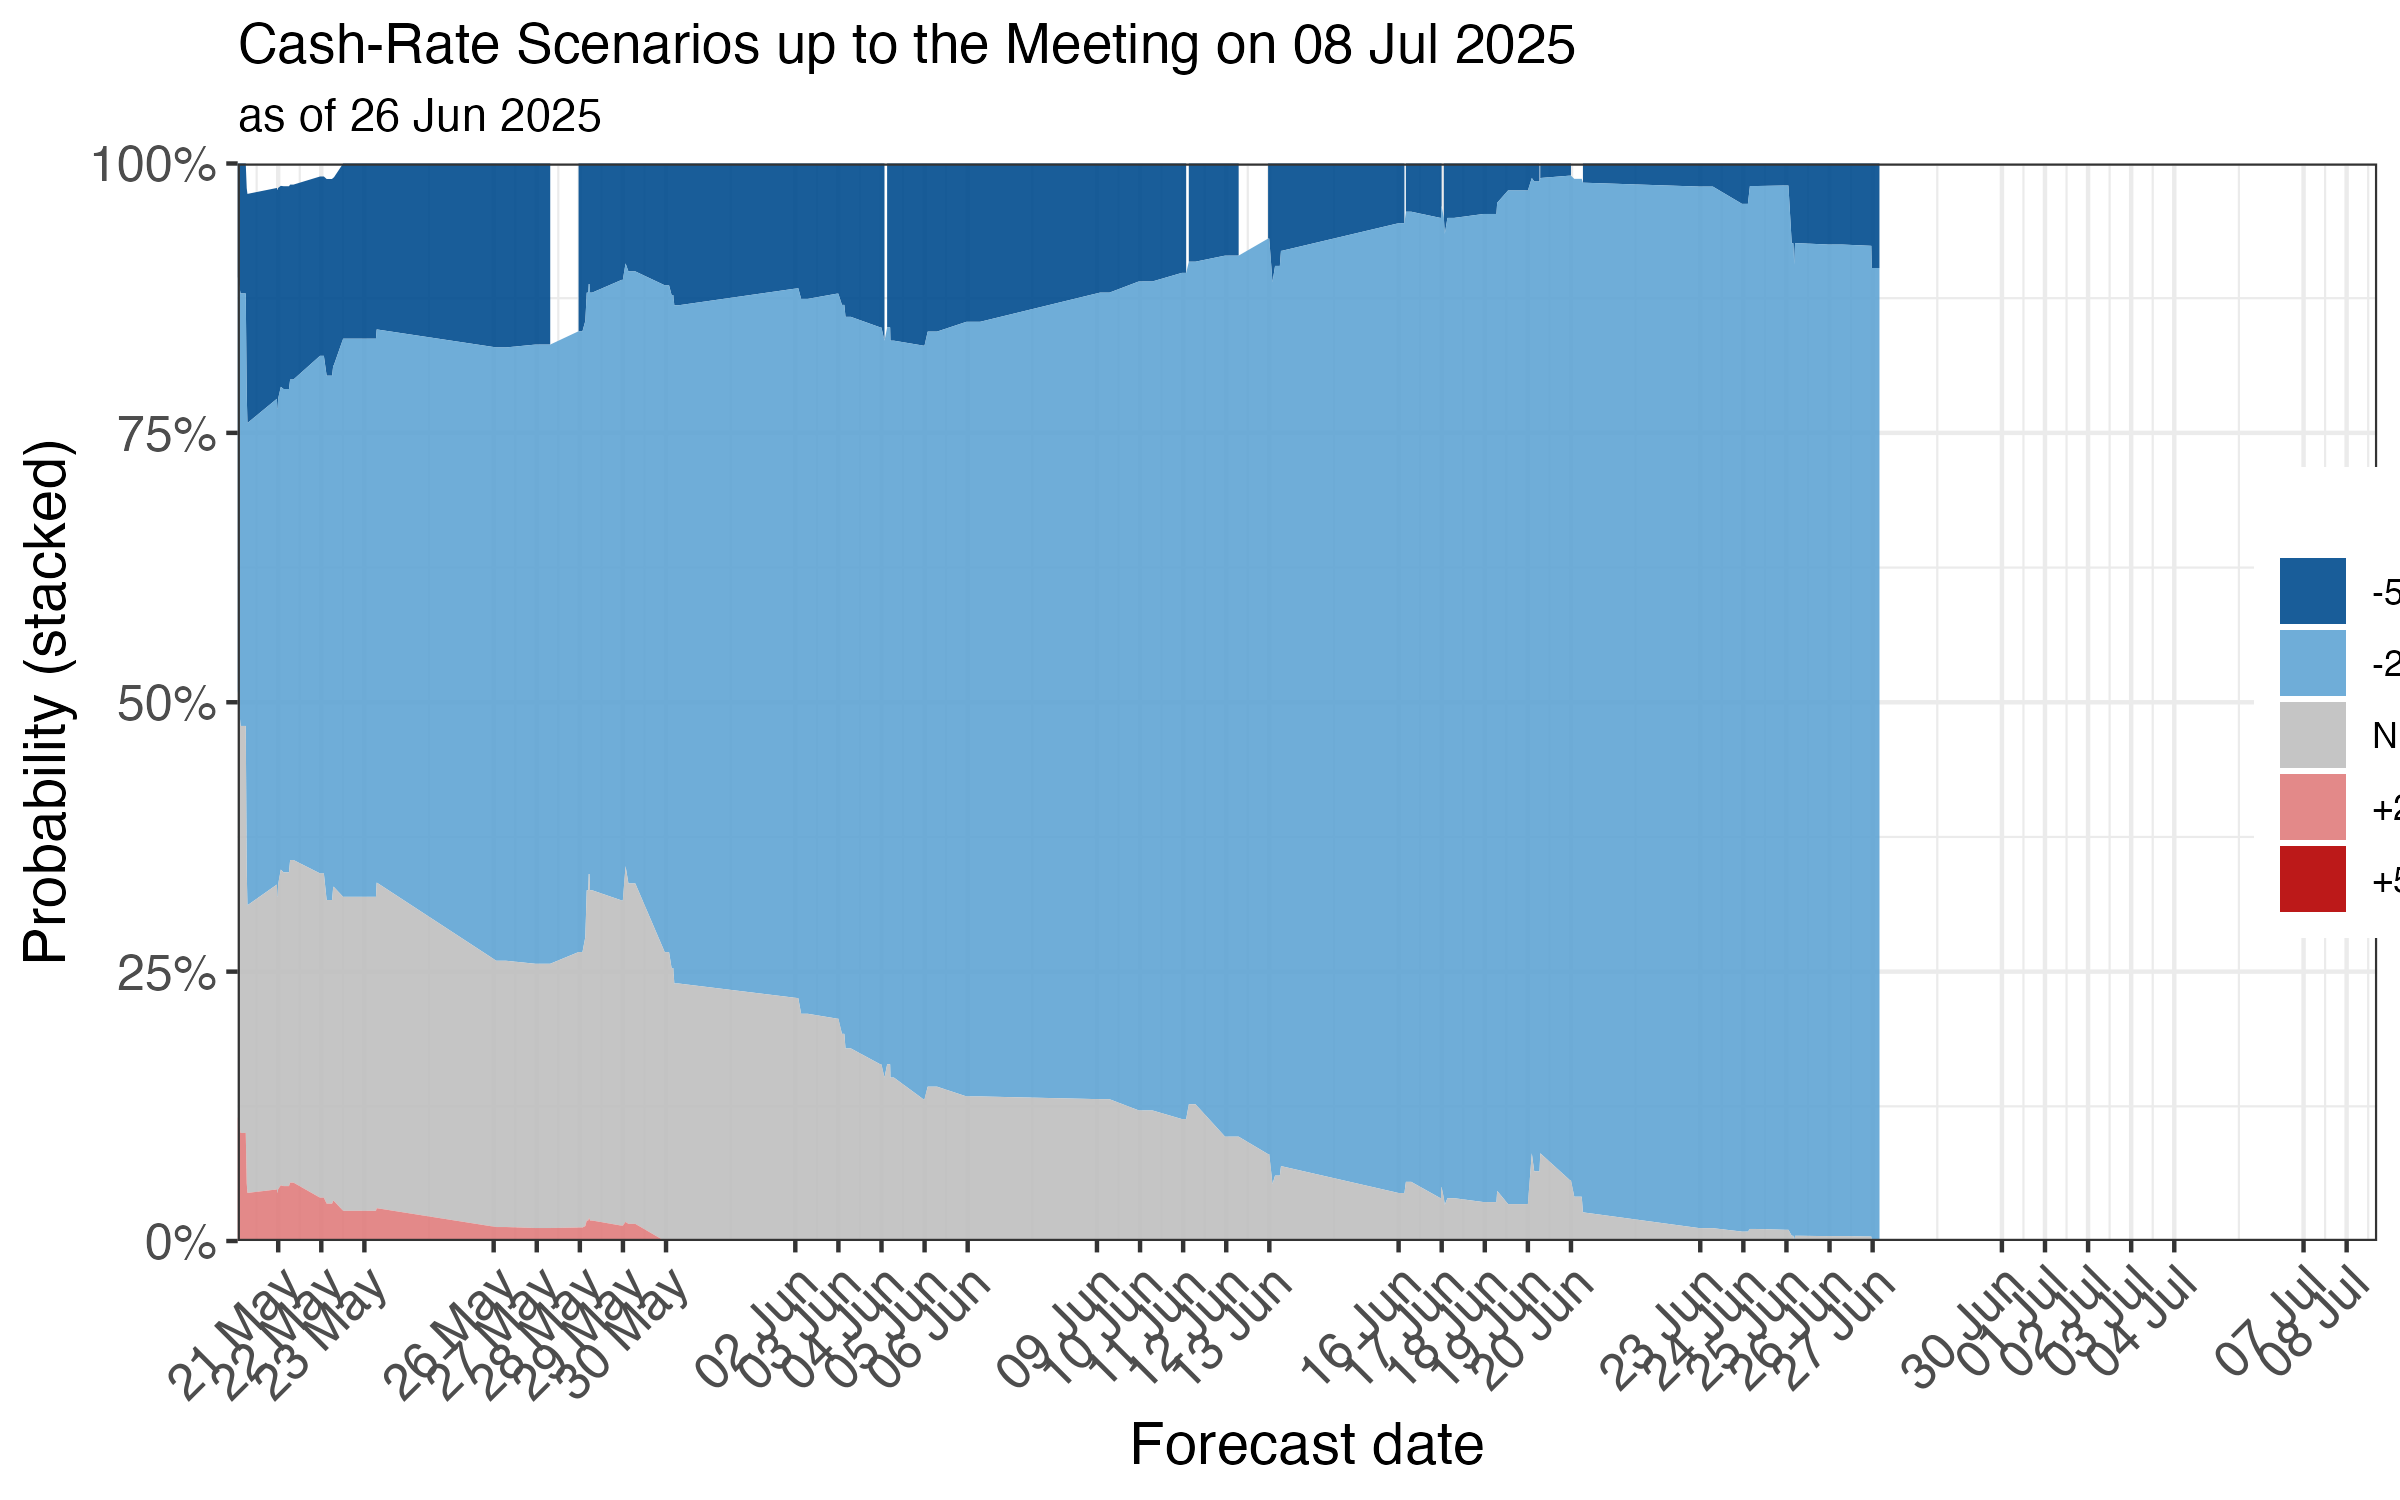 Cash-Rate Scenarios up to the Meeting on 08 Jul 2025
as of 26 Jun 2025
Probability (stacked)
100%
75%
50%
25%
0%
-5
-2
N
+2
+5
21 May
22 May
23 May
26 May
27 May
28 May
29 May
30 May
02 Jun
03 Jun
04 Jun
05 Jun
06 Jun
09 Jun
10 Jun
11 Jun
12 Jun
13 Jun
16 Jun
17 Jun
18 Jun
19 Jun
20 Jun
23 Jun
24 Jun
25 Jun
26 Jun
27 Jun
30 Jun
01 Jul
02 Jul
03 Jul
04 Jul
07 Jul
08 Jul
Forecast date